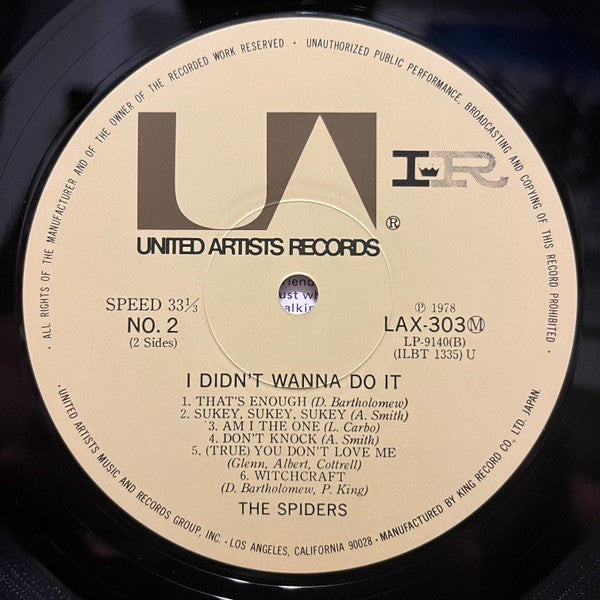 · ALL RIGHTS OF THE MANUFACTURER AND OF THE OWNER OF THE RECORDED WORK RESERVED · UNAUTHORIZED PUBLIC PERFORMANCE, BROADCASTING AND COPYING OF THIS RECORD PROHIBITED ·
UA
IR
®
UNITED ARTISTS RECORDS
riend
ust w
alkin
SPEED 33⅓
NO. 2
(2 Sides)
℗ 1978
LAX-303Ⓜ
LP-9140(B)
(ILBT 1335) U
I DIDN'T WANNA DO IT
1. THAT'S ENOUGH (D. Bartholomew)
2. SUKEY, SUKEY, SUKEY (A. Smith)
3. AM I THE ONE (L. Carbo)
4. DON'T KNOCK (A. Smith)
5. (TRUE) YOU DON'T LOVE ME
(Glenn, Albert, Cottrell)
6. WITCHCRAFT
(D. Bartholomew, P. King)
THE SPIDERS
· UNITED ARTISTS MUSIC AND RECORDS GROUP, INC. · LOS ANGELES, CALIFORNIA 90028 · MANUFACTURED BY KING RECORD CO., LTD. JAPAN.